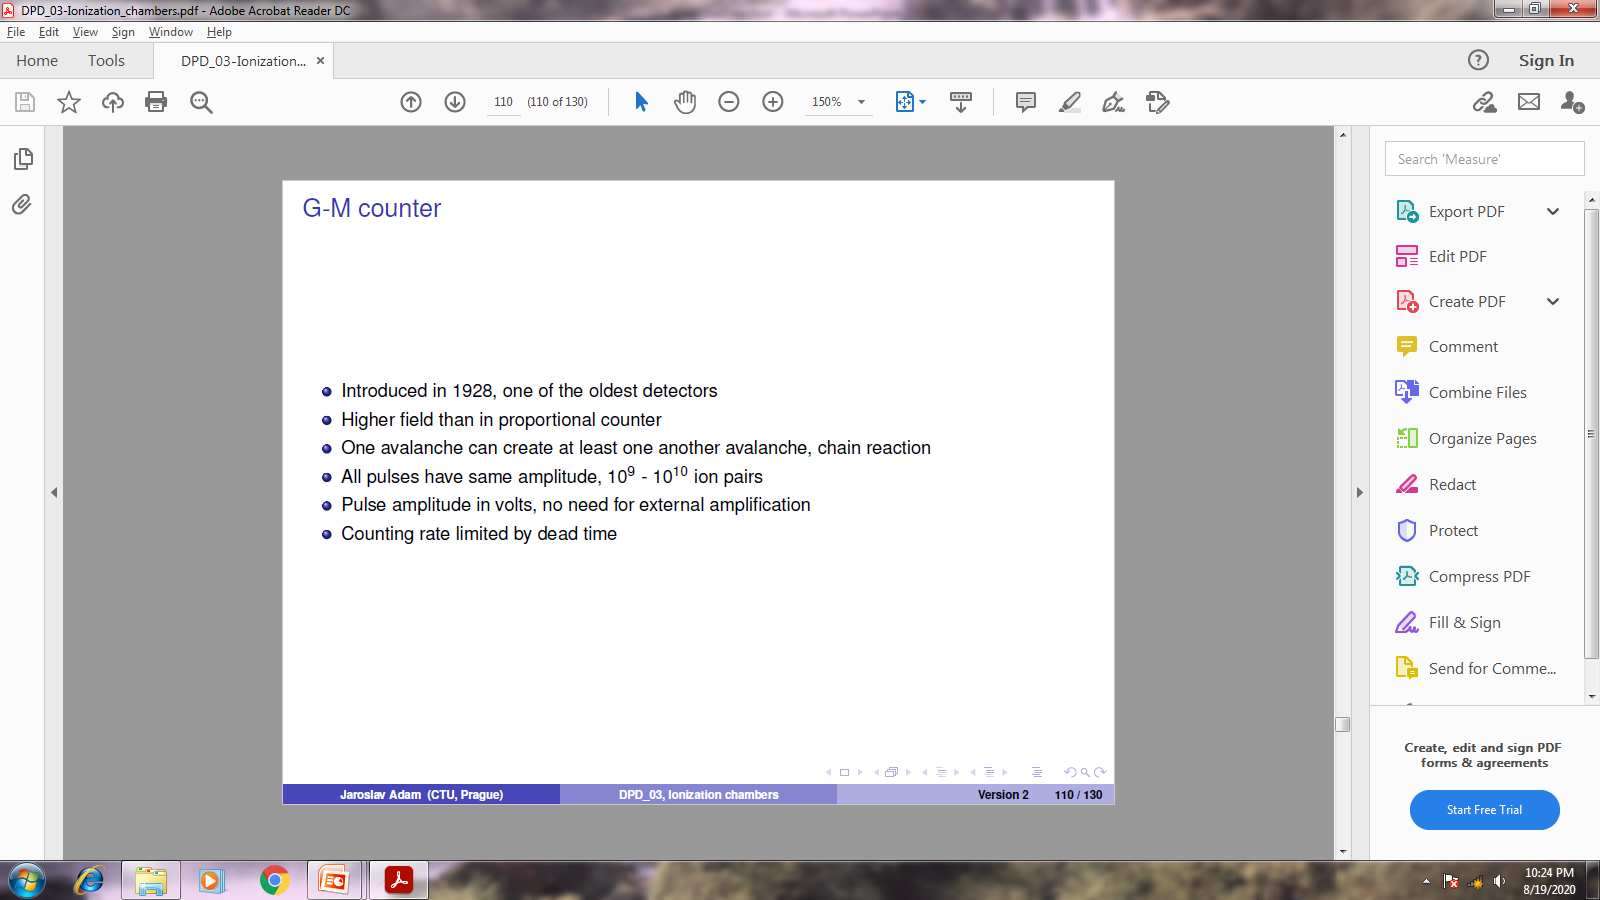 DPD_03-Ionization_chambers.pdf - Adobe Acrobat Reader DC
File Edit View Sign Window Help
Home Tools DPD_03-Ionization... × Sign In
110 (110 of 130) 150%
Search 'Measure'
Export PDF
Edit PDF
Create PDF
Comment
Combine Files
Organize Pages
Redact
Protect
Compress PDF
Fill & Sign
Send for Comme...
Create, edit and sign PDF
forms & agreements
Start Free Trial
G-M counter
Introduced in 1928, one of the oldest detectors
Higher field than in proportional counter
One avalanche can create at least one another avalanche, chain reaction
All pulses have same amplitude, 10⁹ - 10¹⁰ ion pairs
Pulse amplitude in volts, no need for external amplification
Counting rate limited by dead time
Jaroslav Adam (CTU, Prague) DPD_03, Ionization chambers Version 2 110 / 130
10:24 PM
8/19/2020